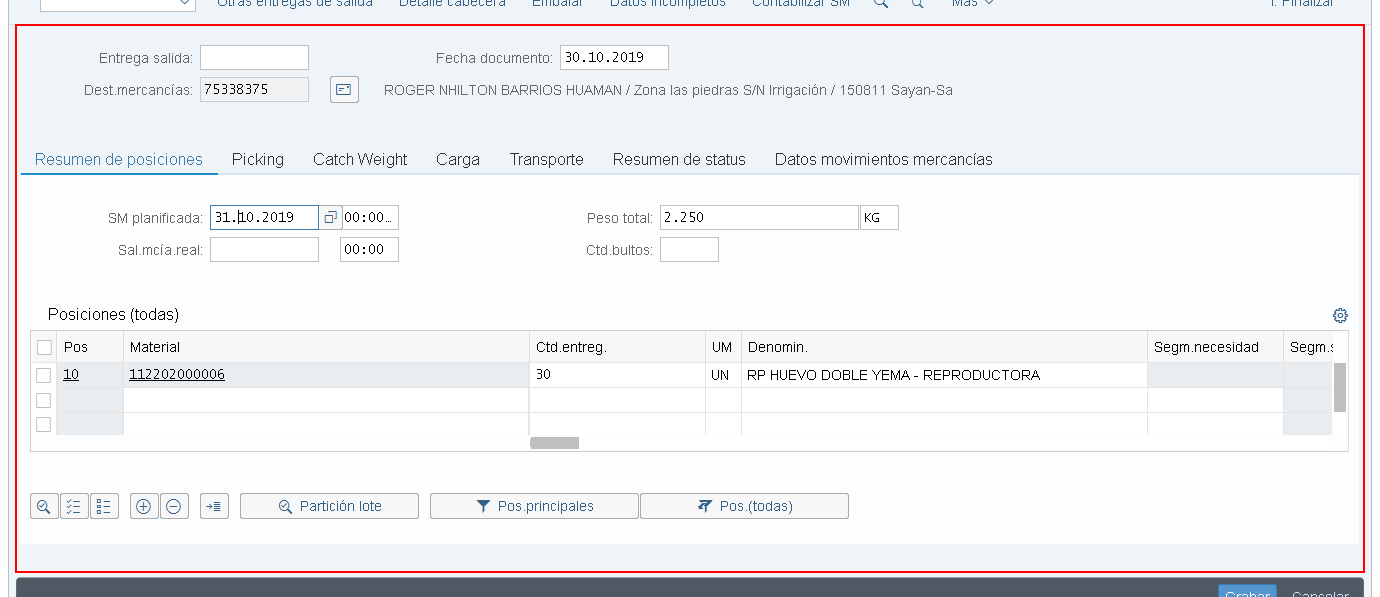 Otras entregas de salida Detalle cabecera Embalar Datos incompletos Contabilizar SM Más T. Finalizar
Entrega salida: Fecha documento: 30.10.2019
Dest.mercancías: 75338375 ROGER NHILTON BARRIOS HUAMAN / Zona las piedras S/N Irrigación / 150811 Sayan-Sa
Resumen de posiciones Picking Catch Weight Carga Transporte Resumen de status Datos movimientos mercancías
SM planificada: 31.10.2019 00:00… Peso total: 2.250 KG
Sal.mcía.real: 00:00 Ctd.bultos:
Posiciones (todas)
Pos Material Ctd.entreg. UM Denomin. Segm.necesidad Segm.s
10 112202000006 30 UN RP HUEVO DOBLE YEMA - REPRODUCTORA
Partición lote Pos.principales Pos.(todas)
Grabar Cancelar